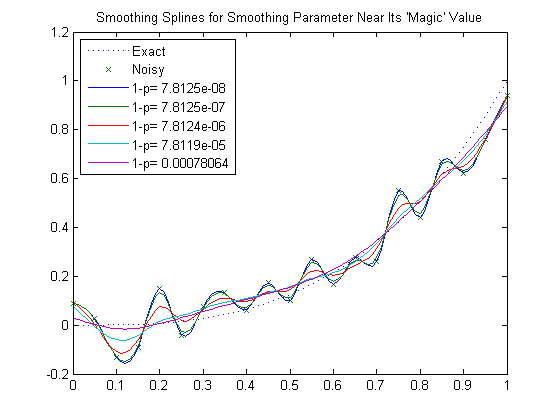 Smoothing Splines for Smoothing Parameter Near Its 'Magic' Value
1.2
1
0.8
0.6
0.4
0.2
0
-0.2
Exact
Noisy
1-p= 7.8125e-08
1-p= 7.8125e-07
1-p= 7.8124e-06
1-p= 7.8119e-05
1-p= 0.00078064
0 0.1 0.2 0.3 0.4 0.5 0.6 0.7 0.8 0.9 1